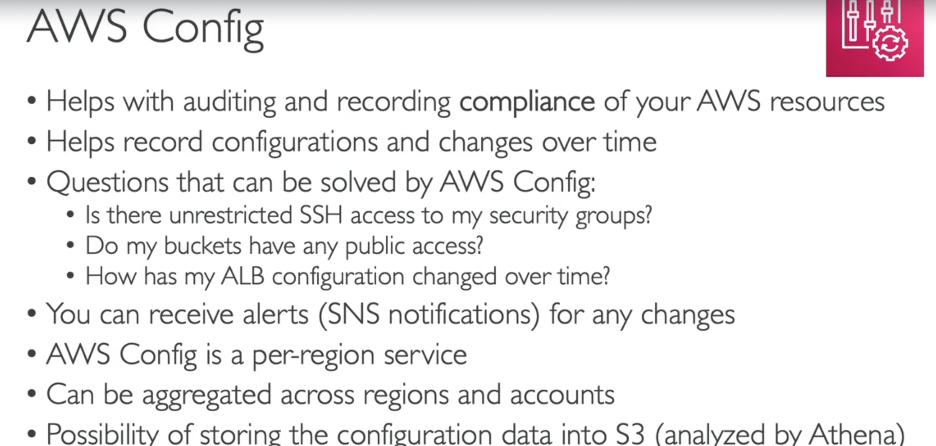 AWS Config
• Helps with auditing and recording compliance of your AWS resources
• Helps record configurations and changes over time
• Questions that can be solved by AWS Config:
• Is there unrestricted SSH access to my security groups?
• Do my buckets have any public access?
• How has my ALB configuration changed over time?
• You can receive alerts (SNS notifications) for any changes
• AWS Config is a per-region service
• Can be aggregated across regions and accounts
• Possibility of storing the configuration data into S3 (analyzed by Athena)